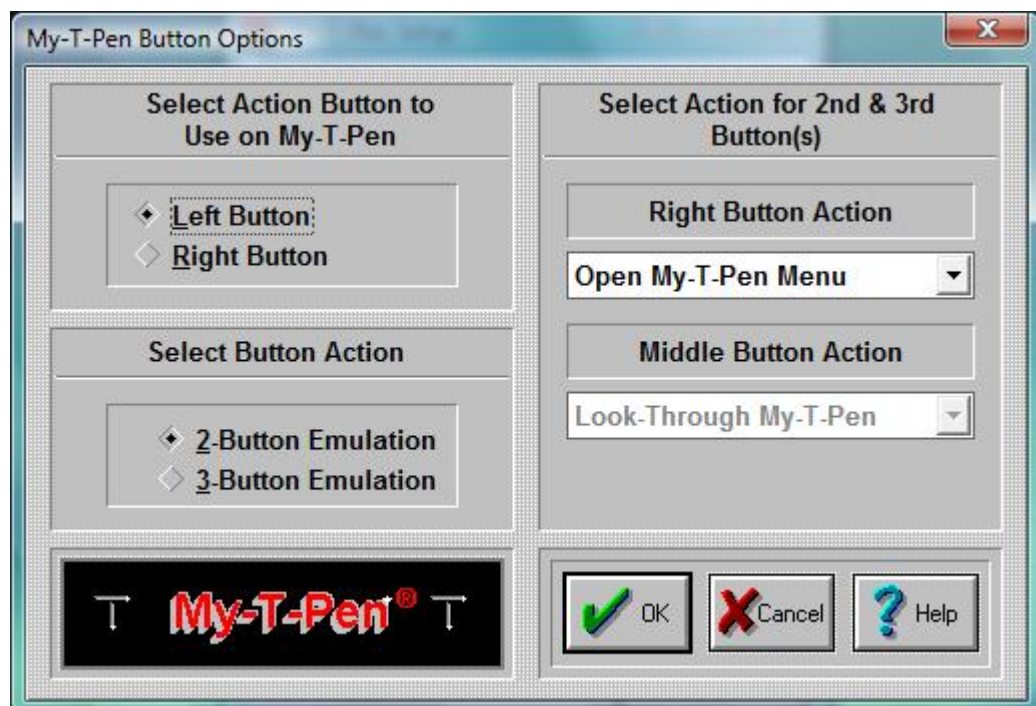 My-T-Pen Button Options
Select Action Button to
Use on My-T-Pen
Left Button
Right Button
Select Button Action
2-Button Emulation
3-Button Emulation
My-T-Pen®
Select Action for 2nd & 3rd
Button(s)
Right Button Action
Open My-T-Pen Menu
Middle Button Action
Look-Through My-T-Pen
OK
Cancel
Help